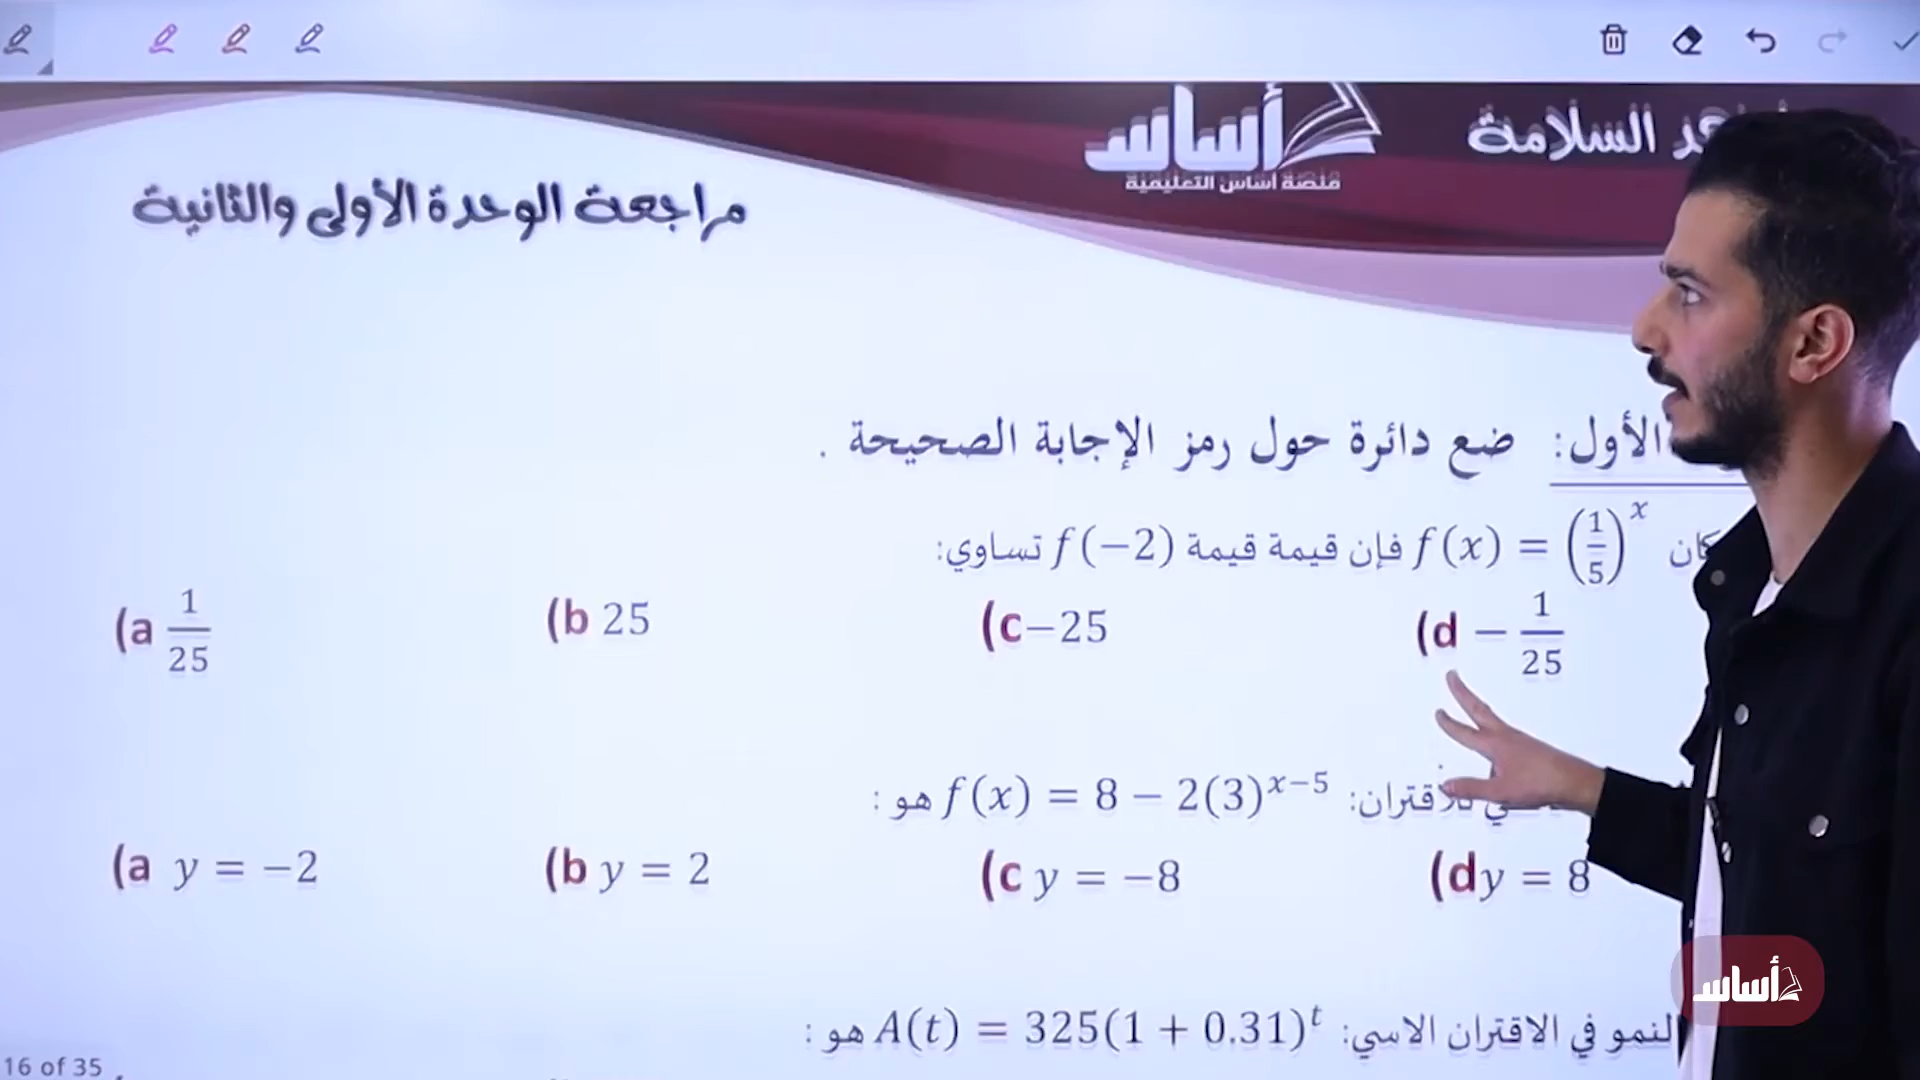 أساس
منصة أساس التعليمية
السلامة
مراجعة الوحدة الأولى والثانية
الأول: ضع دائرة حول رمز الإجابة الصحيحة .
كان f(x) = (1/5)^x فإن قيمة قيمة f(−2) تساوي:
(a 1/25 (b 25 (c −25 (d − 1/25
للاقتران: f(x) = 8 − 2(3)^{x−5} هو :
(a y = −2 (b y = 2 (c y = −8 (d y = 8
النمو في الاقتران الاسي: A(t) = 325(1 + 0.31)^t هو :
16 of 35
أساس